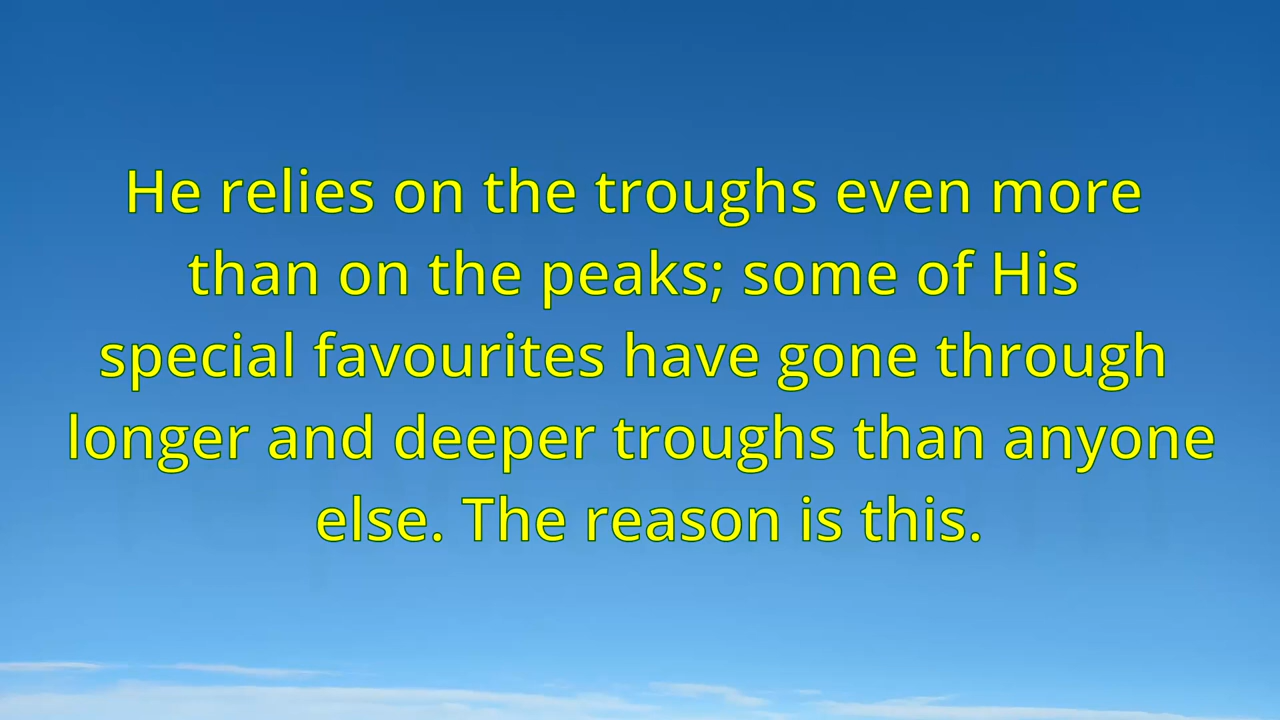 He relies on the troughs even more
than on the peaks; some of His
special favourites have gone through
longer and deeper troughs than anyone
else. The reason is this.